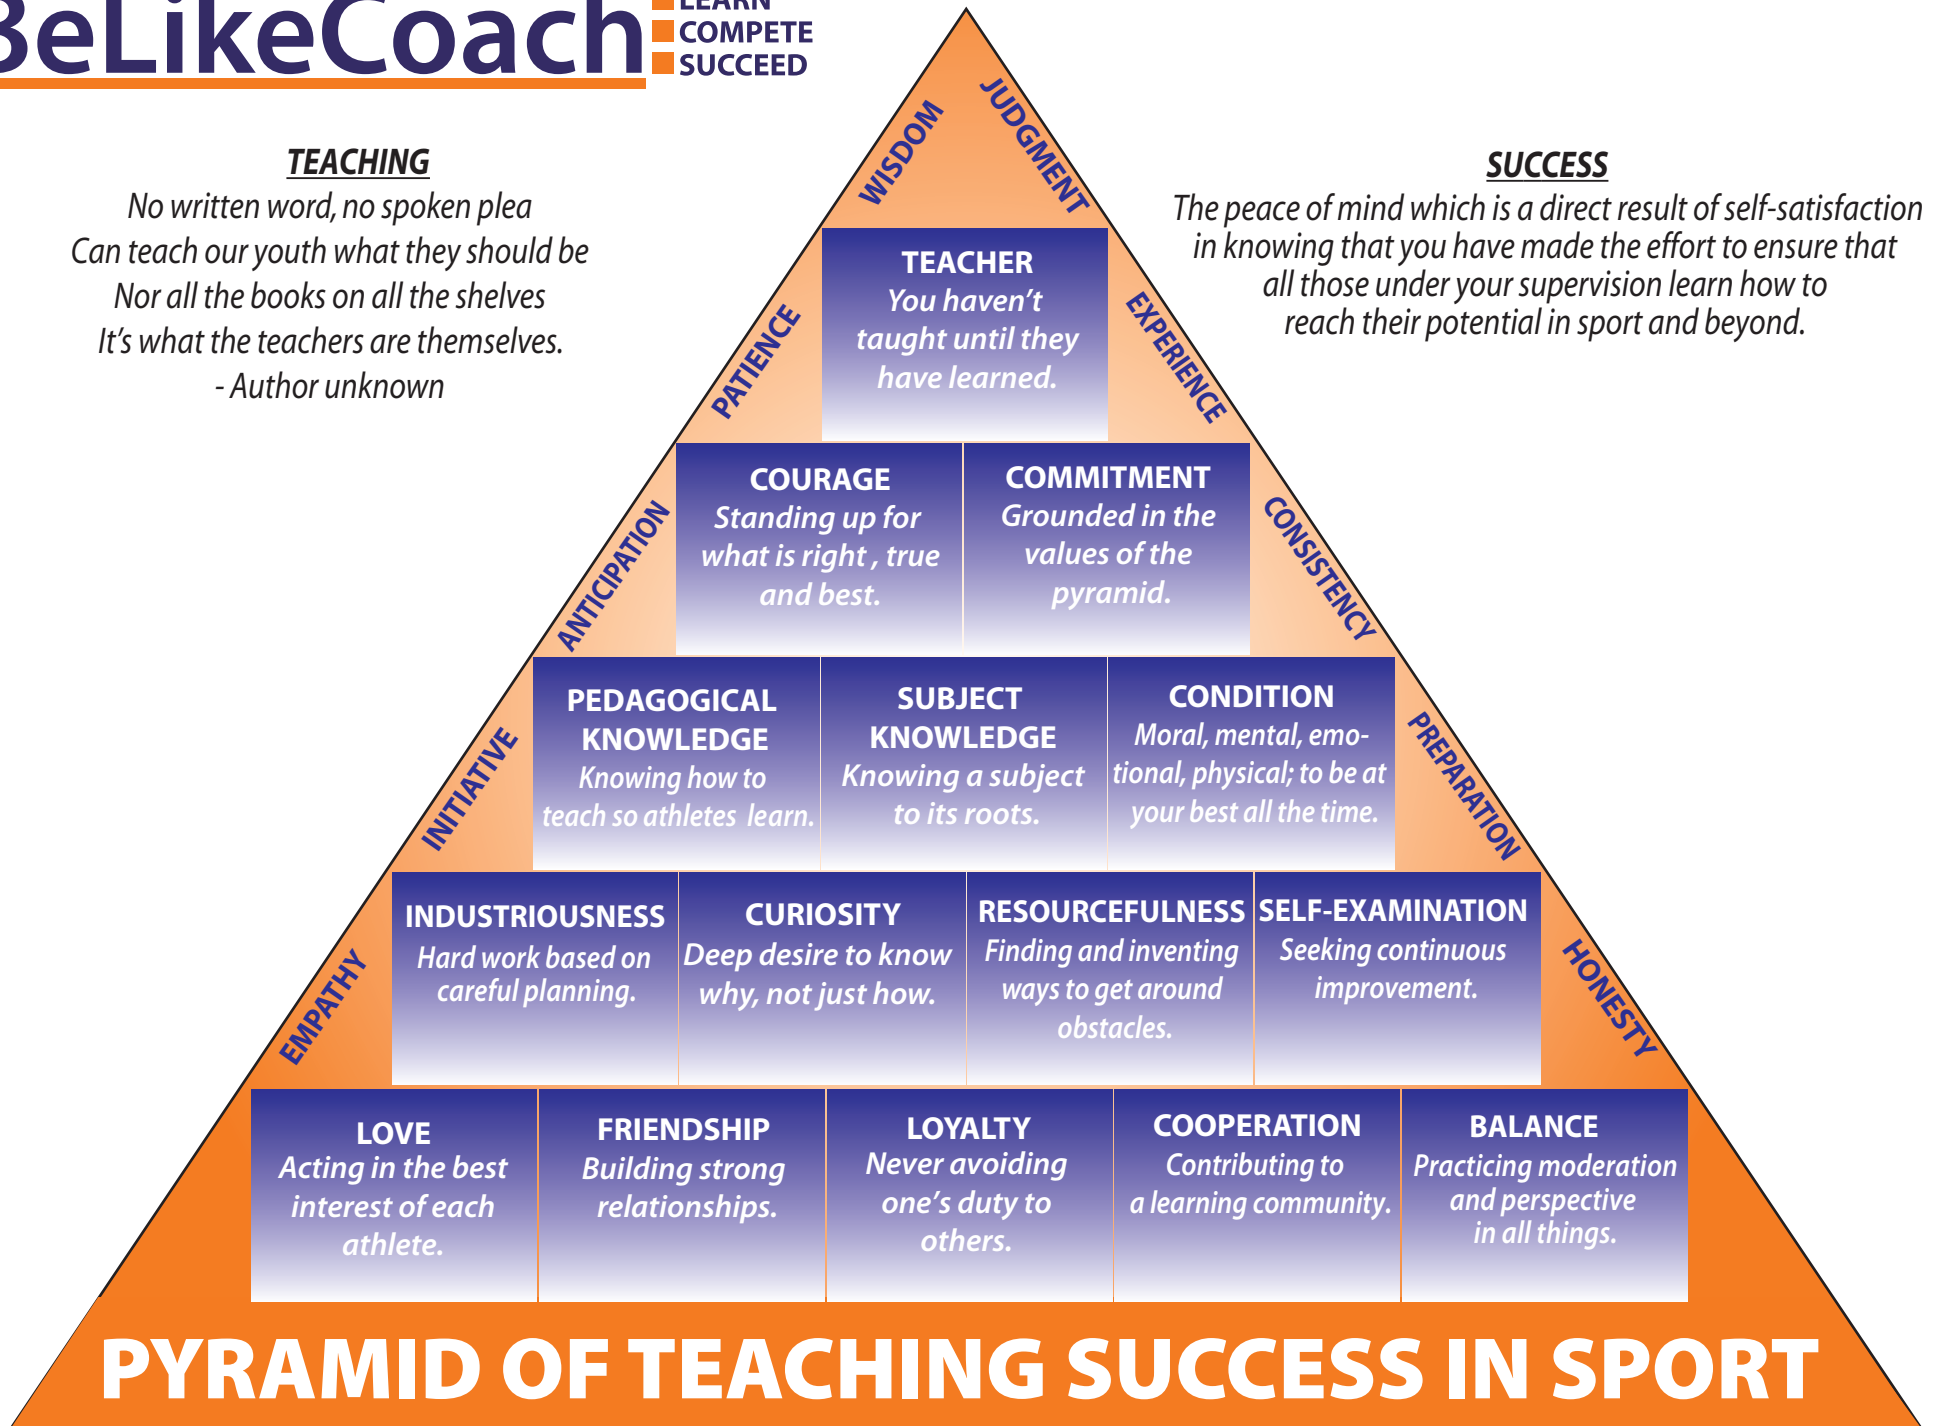 BeLikeCoach
LEARN
COMPETE
SUCCEED
TEACHING
No written word, no spoken plea
Can teach our youth what they should be
Nor all the books on all the shelves
It's what the teachers are themselves.
- Author unknown
SUCCESS
The peace of mind which is a direct result of self-satisfaction
in knowing that you have made the effort to ensure that
all those under your supervision learn how to
reach their potential in sport and beyond.
WISDOM
JUDGMENT
TEACHER
You haven't
taught until they
have learned.
PATIENCE
EXPERIENCE
COURAGE
Standing up for
what is right , true
and best.
COMMITMENT
Grounded in the
values of the
pyramid.
ANTICIPATION
CONSISTENCY
PEDAGOGICAL
KNOWLEDGE
Knowing how to
teach so athletes learn.
SUBJECT
KNOWLEDGE
Knowing a subject
to its roots.
CONDITION
Moral, mental, emo-
tional, physical; to be at
your best all the time.
INITIATIVE
PREPARATION
INDUSTRIOUSNESS
Hard work based on
careful planning.
CURIOSITY
Deep desire to know
why, not just how.
RESOURCEFULNESS
Finding and inventing
ways to get around
obstacles.
SELF-EXAMINATION
Seeking continuous
improvement.
EMPATHY
HONESTY
LOVE
Acting in the best
interest of each
athlete.
FRIENDSHIP
Building strong
relationships.
LOYALTY
Never avoiding
one's duty to
others.
COOPERATION
Contributing to
a learning community.
BALANCE
Practicing moderation
and perspective
in all things.
PYRAMID OF TEACHING SUCCESS IN SPORT